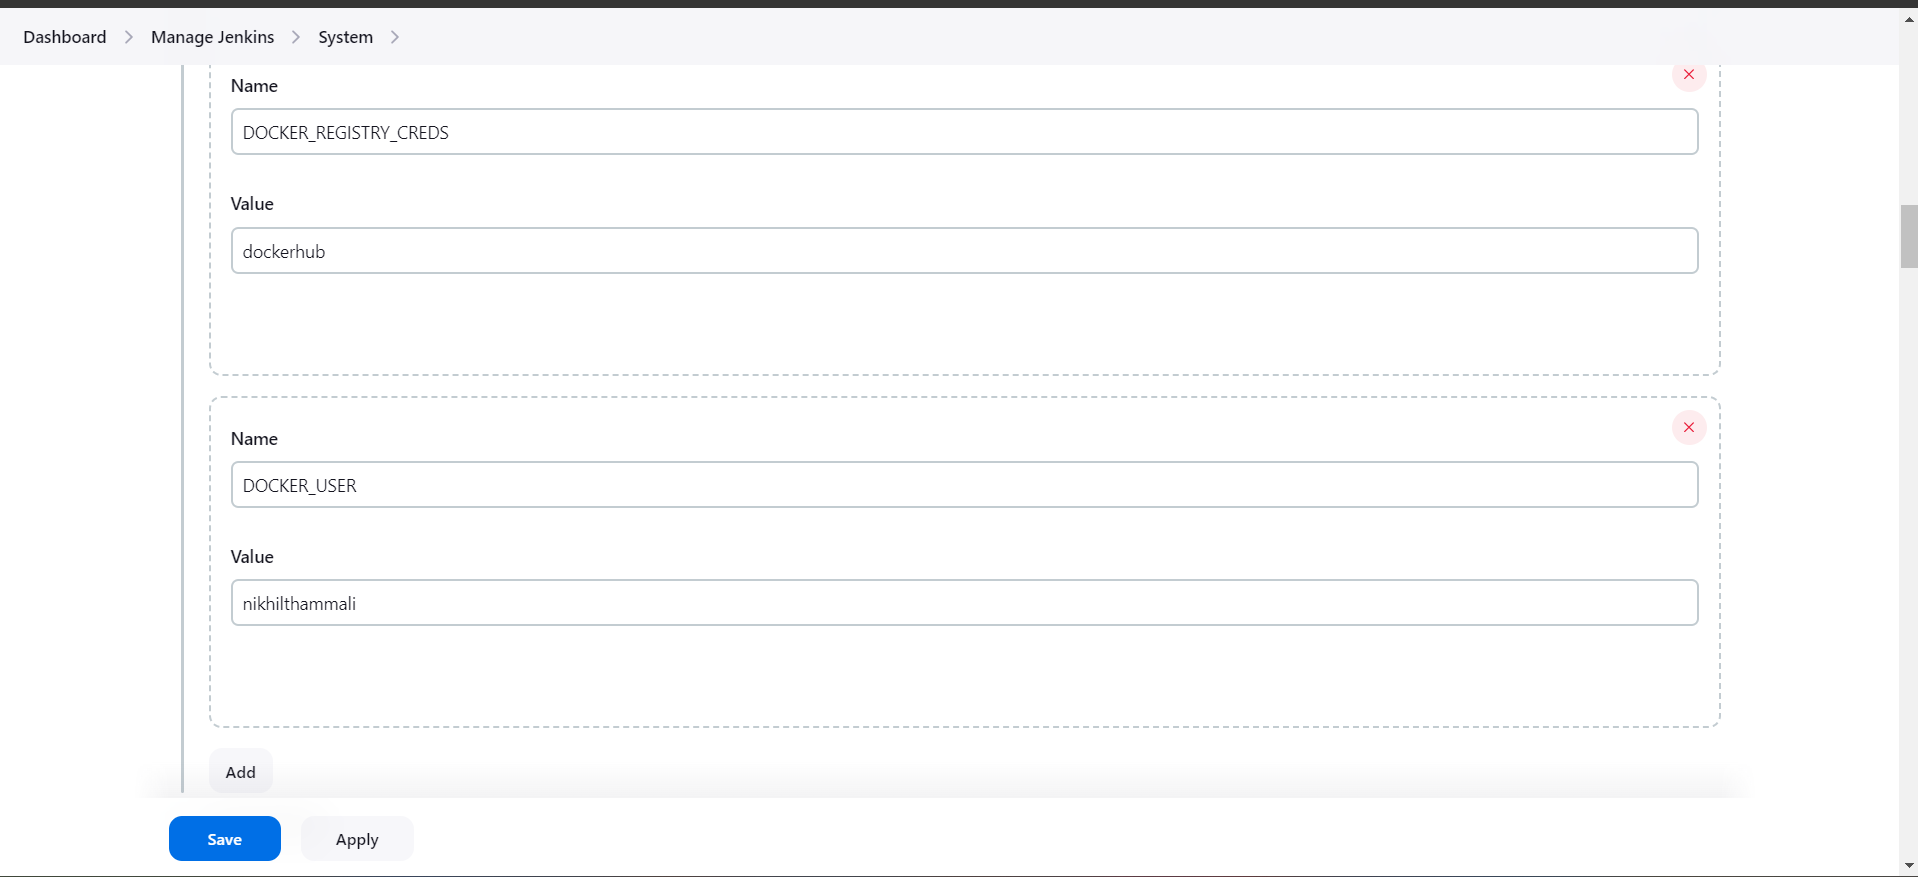 Dashboard > Manage Jenkins > System >
Name
DOCKER_REGISTRY_CREDS
Value
dockerhub
Name
DOCKER_USER
Value
nikhilthammali
Add
Save Apply